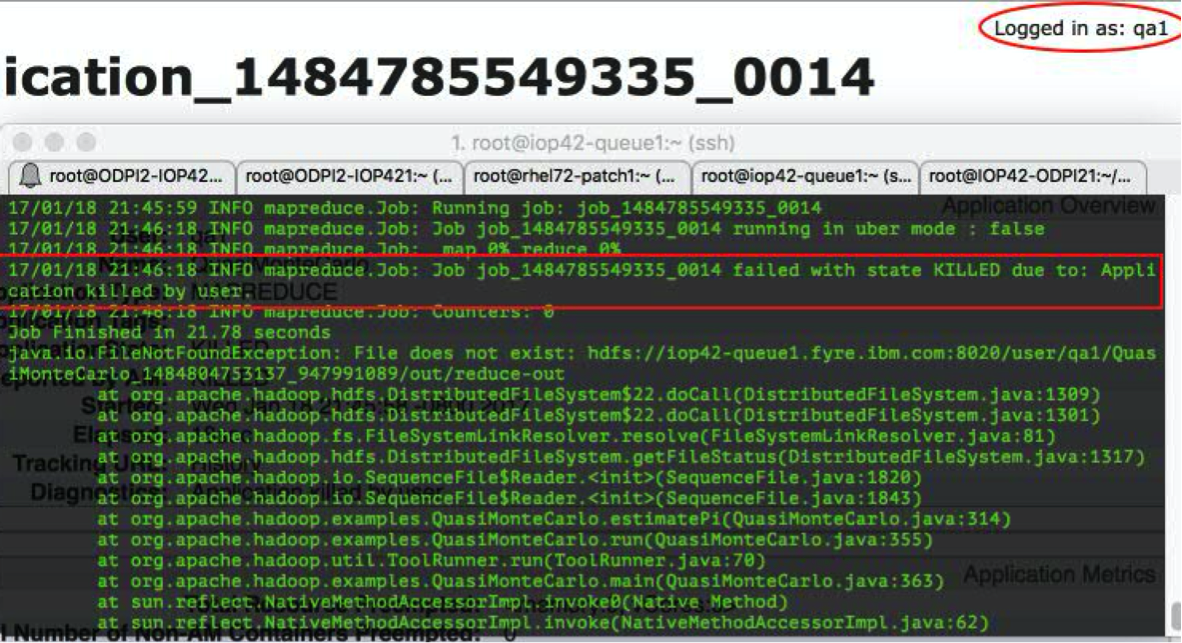 Logged in as: qa1
ication_1484785549335_0014
1. root@iop42-queue1:~ (ssh)
root@ODPI2-IOP42... root@ODPI2-IOP421:~ (... root@rhel72-patch1:~ (... root@iop42-queue1:~ (s... root@IOP42-ODPI21:~/...
Application Overview
17/01/18 21:45:59 INFO mapreduce.Job: Running job: job_1484785549335_0014
17/01/18 21:46:18 INFO mapreduce.Job: Job job_1484785549335_0014 running in uber mode : false
17/01/18 21:46:18 INFO mapreduce.Job:  map 0% reduce 0%
17/01/18 21:46:18 INFO mapreduce.Job: Job job_1484785549335_0014 failed with state KILLED due to: Appli
cation killed by user.
17/01/18 21:46:18 INFO mapreduce.Job: Counters: 0
Job Finished in 21.78 seconds
java.io.FileNotFoundException: File does not exist: hdfs://iop42-queue1.fyre.ibm.com:8020/user/qa1/Quas
iMonteCarlo_1484804753137_947991089/out/reduce-out
at org.apache.hadoop.hdfs.DistributedFileSystem$22.doCall(DistributedFileSystem.java:1309)
at org.apache.hadoop.hdfs.DistributedFileSystem$22.doCall(DistributedFileSystem.java:1301)
at org.apache.hadoop.fs.FileSystemLinkResolver.resolve(FileSystemLinkResolver.java:81)
at org.apache.hadoop.hdfs.DistributedFileSystem.getFileStatus(DistributedFileSystem.java:1317)
at org.apache.hadoop.io.SequenceFile$Reader.<init>(SequenceFile.java:1820)
at org.apache.hadoop.io.SequenceFile$Reader.<init>(SequenceFile.java:1843)
at org.apache.hadoop.examples.QuasiMonteCarlo.estimatePi(QuasiMonteCarlo.java:314)
at org.apache.hadoop.examples.QuasiMonteCarlo.run(QuasiMonteCarlo.java:355)
at org.apache.hadoop.util.ToolRunner.run(ToolRunner.java:70)
at org.apache.hadoop.examples.QuasiMonteCarlo.main(QuasiMonteCarlo.java:363)
Application Metrics
at sun.reflect.NativeMethodAccessorImpl.invoke0(Native Method)
at sun.reflect.NativeMethodAccessorImpl.invoke(NativeMethodAccessorImpl.java:62)
Number of Non-AM Containers Preempted: 0